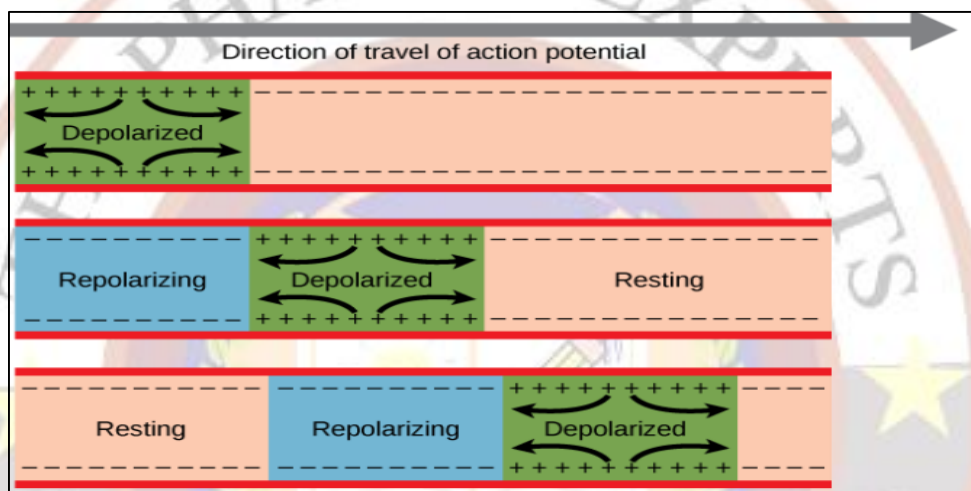 Direction of travel of action potential
+ + + + + + + + + +
Depolarized
+ + + + + + + + + +
+ + + + + + + + + +
Repolarizing Depolarized Resting
+ + + + + + + + + +
+ + + + + + + + + +
Resting Repolarizing Depolarized
+ + + + + + + + + +